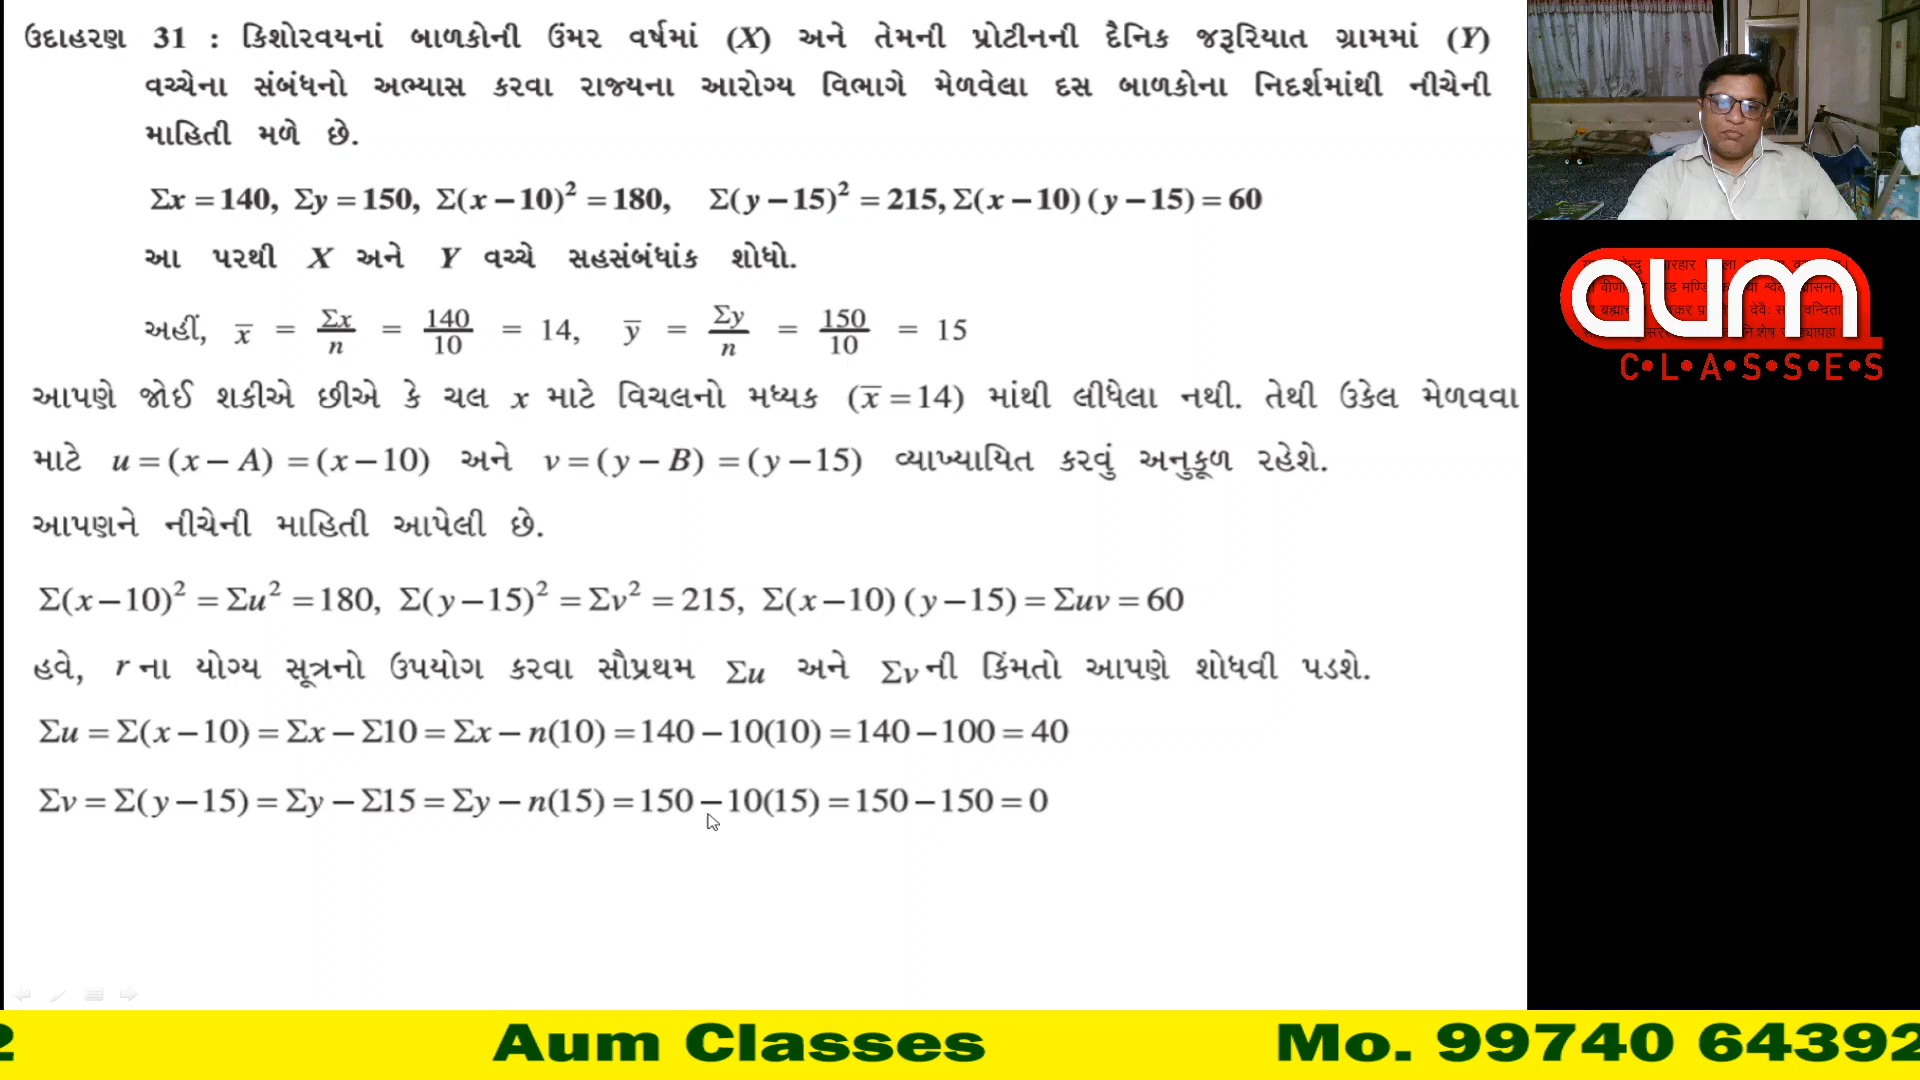 ઉદાહરણ 31 : કિશોરવયનાં બાળકોની ઉંમર વર્ષમાં (X) અને તેમની પ્રોટીનની દૈનિક જરૂરિયાત ગ્રામમાં (Y)
વચ્ચેના સંબંધનો અભ્યાસ કરવા રાજ્યના આરોગ્ય વિભાગે મેળવેલા દસ બાળકોના નિદર્શમાંથી નીચેની
માહિતી મળે છે.
Σx = 140, Σy = 150, Σ(x − 10)² = 180, Σ(y − 15)² = 215, Σ(x − 10) (y − 15) = 60
આ પરથી X અને Y વચ્ચે સહસંબંધાંક શોધો.
અહીં, x̅ = Σx/n = 140/10 = 14, y̅ = Σy/n = 150/10 = 15
આપણે જોઈ શકીએ છીએ કે ચલ x માટે વિચલનો મધ્યક (x̅ = 14) માંથી લીધેલા નથી. તેથી ઉકેલ મેળવવા
માટે u = (x − A) = (x − 10) અને v = (y − B) = (y − 15) વ્યાખ્યાયિત કરવું અનુકૂળ રહેશે.
આપણને નીચેની માહિતી આપેલી છે.
Σ(x − 10)² = Σu² = 180, Σ(y − 15)² = Σv² = 215, Σ(x − 10) (y − 15) = Σuv = 60
હવે, r ના યોગ્ય સૂત્રનો ઉપયોગ કરવા સૌપ્રથમ Σu અને Σv ની કિંમતો આપણે શોધવી પડશે.
Σu = Σ(x − 10) = Σx − Σ10 = Σx − n(10) = 140 − 10(10) = 140 − 100 = 40
Σv = Σ(y − 15) = Σy − Σ15 = Σy − n(15) = 150 − 10(15) = 150 − 150 = 0
aum
C•L•A•S•S•E•S
2 Aum Classes Mo. 99740 64392